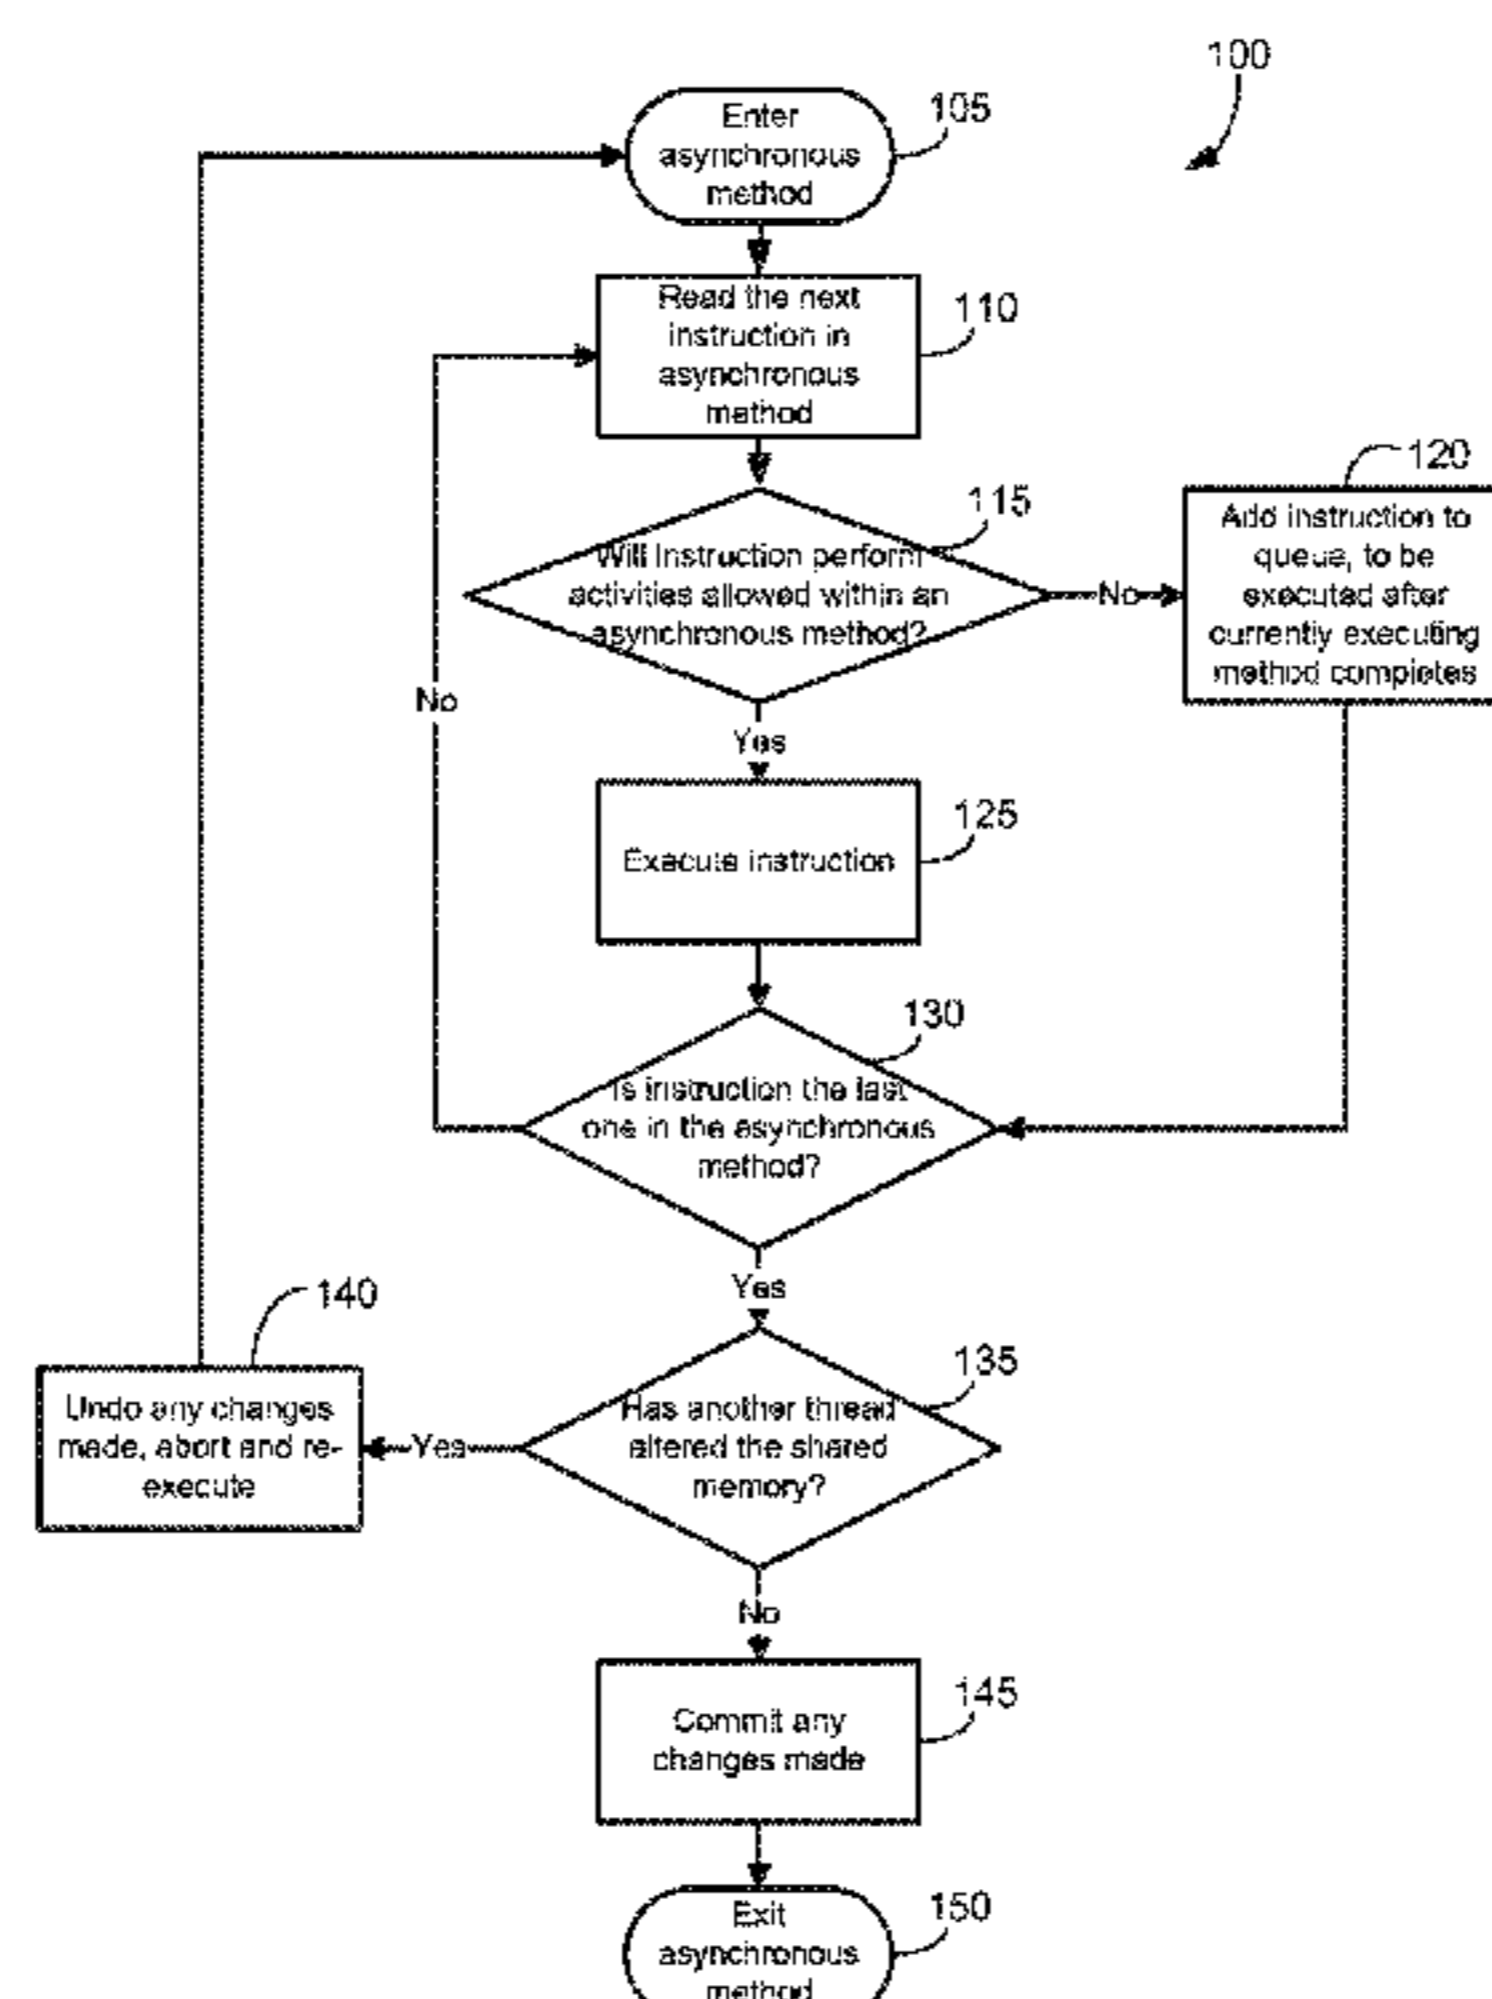 100
Enter
asynchronous
method
105
Read the next
instruction in
asynchronous
method
110
Will Instruction perform
activities allowed within an
asynchronous method?
115
No
Add instruction to
queue, to be
executed after
currently executing
method completes
120
No
Yes
Execute instruction
125
Is instruction the last
one in the asynchronous
method?
130
Yes
Has another thread
altered the shared
memory?
135
Yes
Undo any changes
made, abort and re-
execute
140
No
Commit any
changes made
145
Exit
asynchronous
method
150